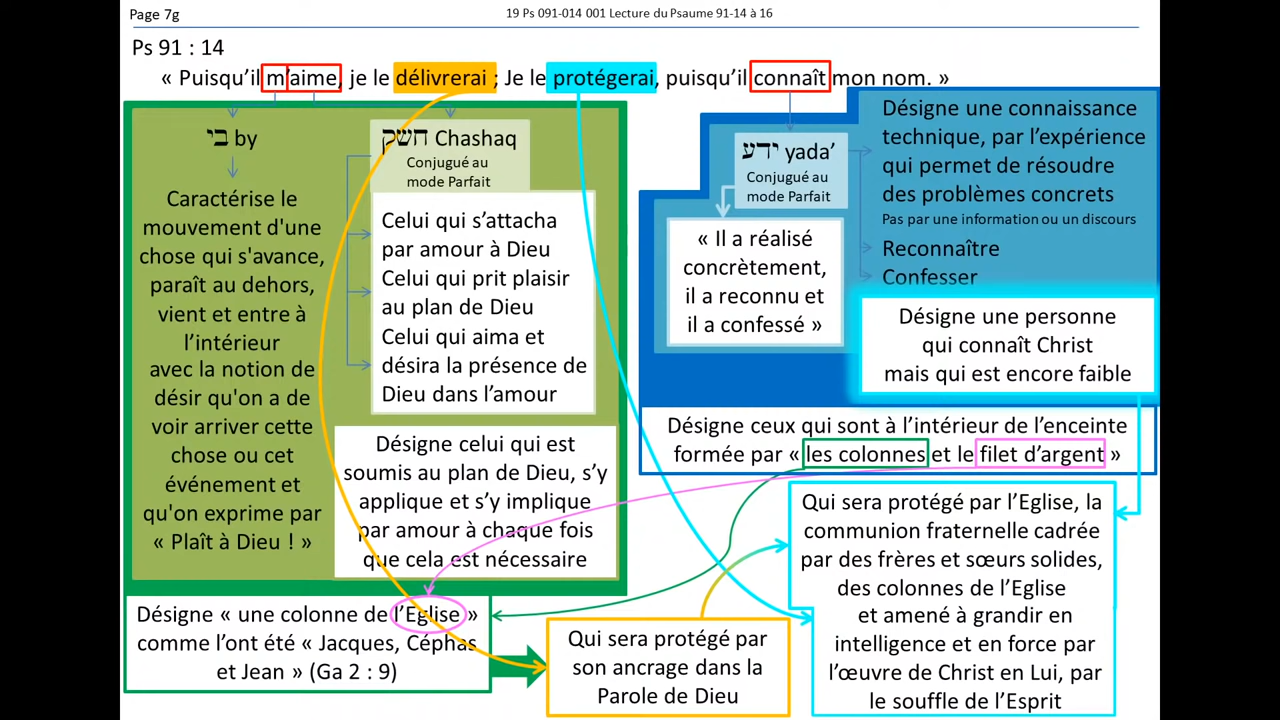 Page 7g
19 Ps 091-014 001 Lecture du Psaume 91-14 à 16
Ps 91 : 14
« Puisqu'il m'aime, je le délivrerai ; Je le protégerai, puisqu'il connaît mon nom. »
בי by
Caractérise le
mouvement d'une
chose qui s'avance,
paraît au dehors,
vient et entre à
l'intérieur
avec la notion de
désir qu'on a de
voir arriver cette
chose ou cet
événement et
qu'on exprime par
« Plaît à Dieu ! »
חשק Chashaq
Conjugué au
mode Parfait
Celui qui s’attacha
par amour à Dieu
Celui qui prit plaisir
au plan de Dieu
Celui qui aima et
désira la présence de
Dieu dans l’amour
Désigne celui qui est
soumis au plan de Dieu, s’y
applique et s’y implique
par amour à chaque fois
que cela est nécessaire
Désigne « une colonne de l’Eglise »
comme l’ont été « Jacques, Céphas
et Jean » (Ga 2 : 9)
Qui sera protégé par
son ancrage dans la
Parole de Dieu
ידע yada’
Conjugué au
mode Parfait
« Il a réalisé
concrètement,
il a reconnu et
il a confessé »
Désigne une connaissance
technique, par l’expérience
qui permet de résoudre
des problèmes concrets
Pas par une information ou un discours
Reconnaître
Confesser
Désigne une personne
qui connaît Christ
mais qui est encore faible
Désigne ceux qui sont à l’intérieur de l’enceinte
formée par « les colonnes et le filet d’argent »
Qui sera protégé par l’Eglise, la
communion fraternelle cadrée
par des frères et sœurs solides,
des colonnes de l’Eglise
et amené à grandir en
intelligence et en force par
l’œuvre de Christ en Lui, par
le souffle de l’Esprit